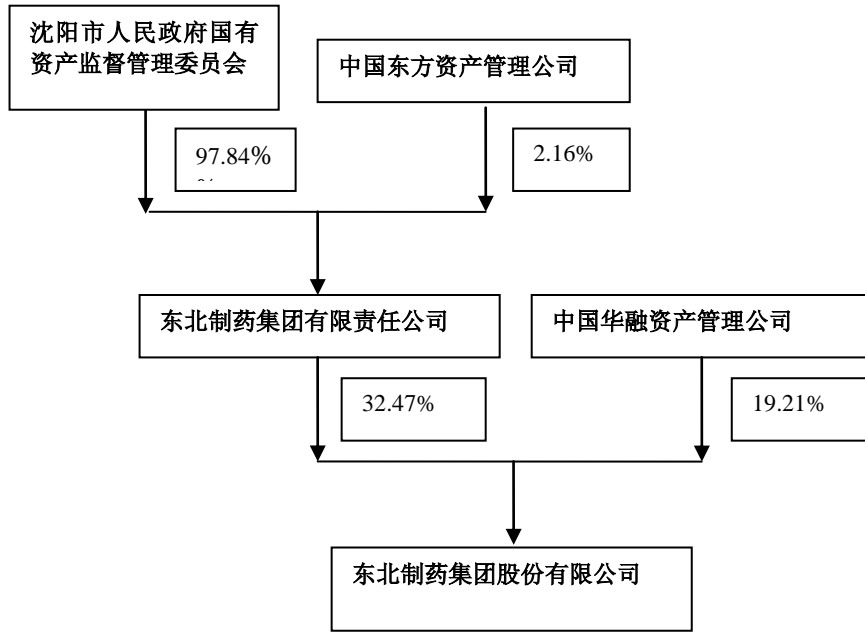 沈阳市人民政府国有
资产监督管理委员会
中国东方资产管理公司
97.84%
2.16%
东北制药集团有限责任公司
中国华融资产管理公司
32.47%
19.21%
东北制药集团股份有限公司